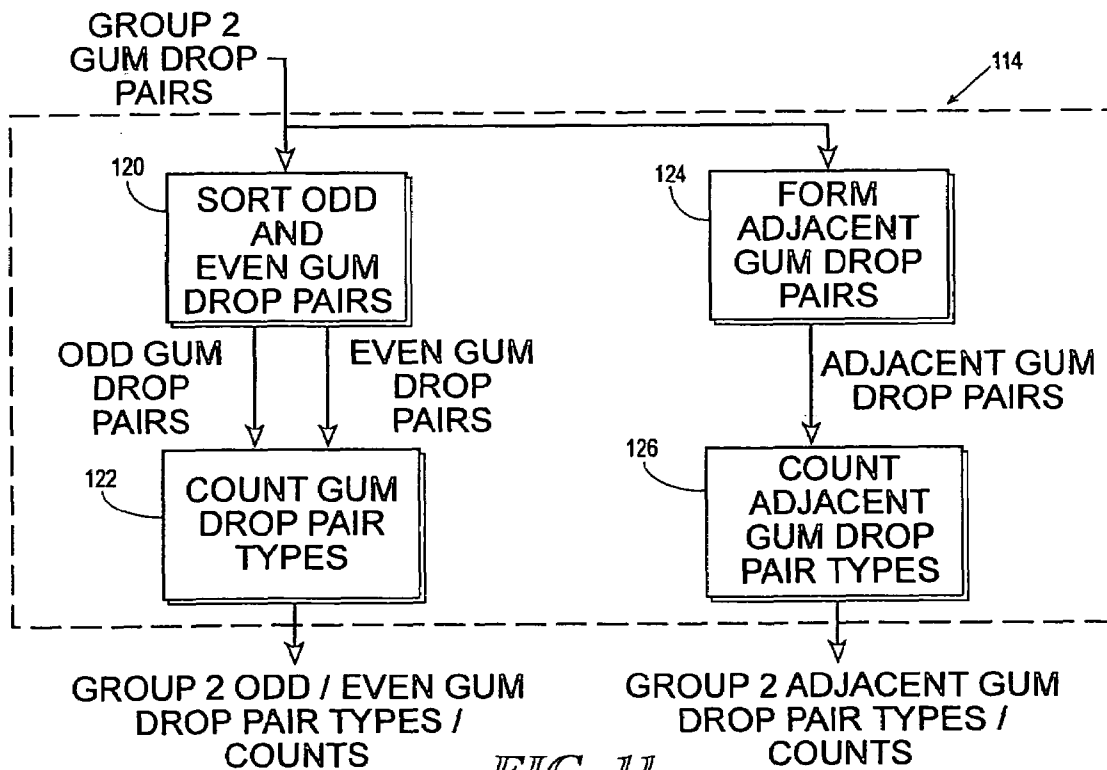 GROUP 2
GUM DROP
PAIRS
114
120
SORT ODD
AND
EVEN GUM
DROP PAIRS
124
FORM
ADJACENT
GUM DROP
PAIRS
ODD GUM
DROP
PAIRS
EVEN GUM
DROP
PAIRS
ADJACENT GUM
DROP PAIRS
122
COUNT GUM
DROP PAIR
TYPES
126
COUNT
ADJACENT
GUM DROP
PAIR TYPES
GROUP 2 ODD / EVEN GUM
DROP PAIR TYPES /
COUNTS
GROUP 2 ADJACENT GUM
DROP PAIR TYPES /
COUNTS
FIG. 11